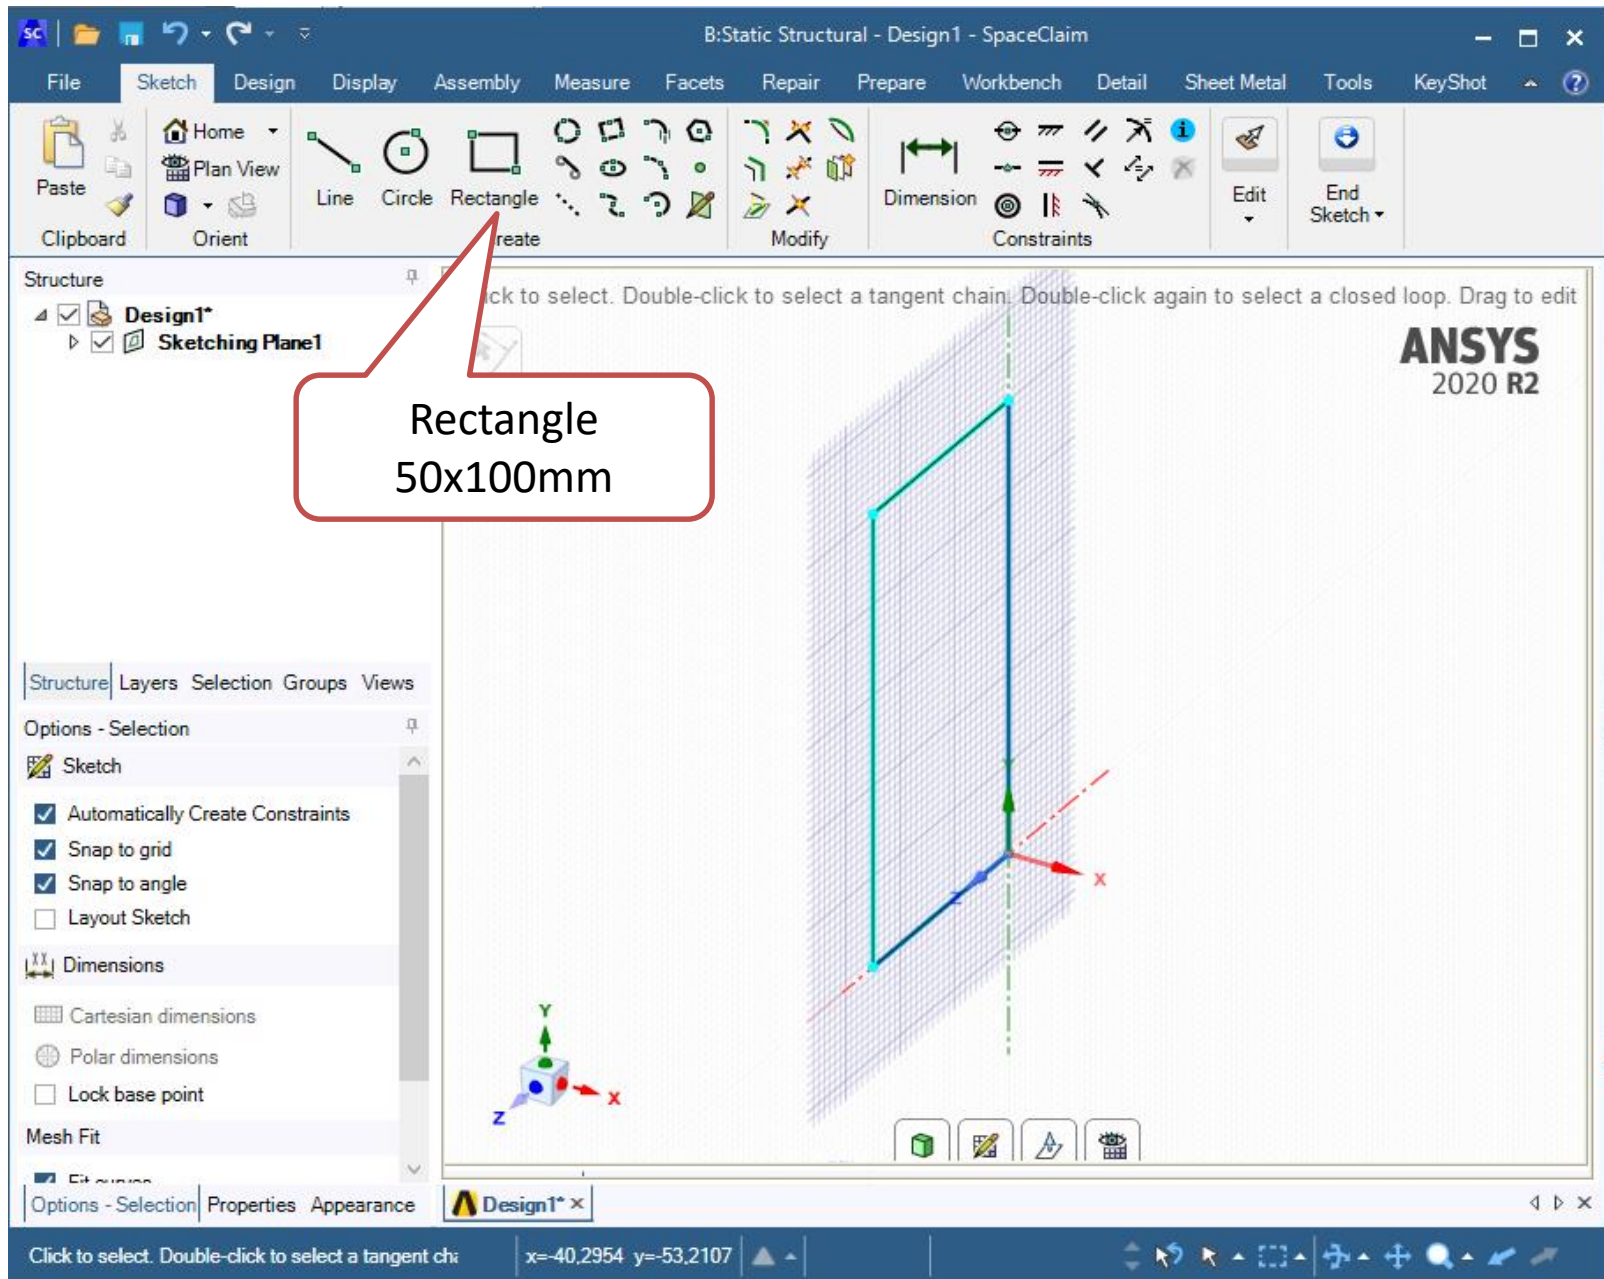 B:Static Structural - Design1 - SpaceClaim
File Sketch Design Display Assembly Measure Facets Repair Prepare Workbench Detail Sheet Metal Tools KeyShot
Home
Plan View
Paste
Line Circle Rectangle
Dimension
Edit
End
Sketch
Clipboard Orient Modify Constraints
Structure
Design1*
Sketching Plane1
to select. Double-click to select a tangent chain. Double-click again to select a closed loop. Drag to edit
ANSYS
2020 R2
Rectangle
50x100mm
Y
X
Z
Structure Layers Selection Groups Views
Options - Selection
Sketch
Automatically Create Constraints
Snap to grid
Snap to angle
Layout Sketch
Dimensions
Cartesian dimensions
Polar dimensions
Lock base point
Mesh Fit
Y
X
Z
Options - Selection Properties Appearance
Design1*
Click to select. Double-click to select a tangent
x=-40,2954 y=-53,2107